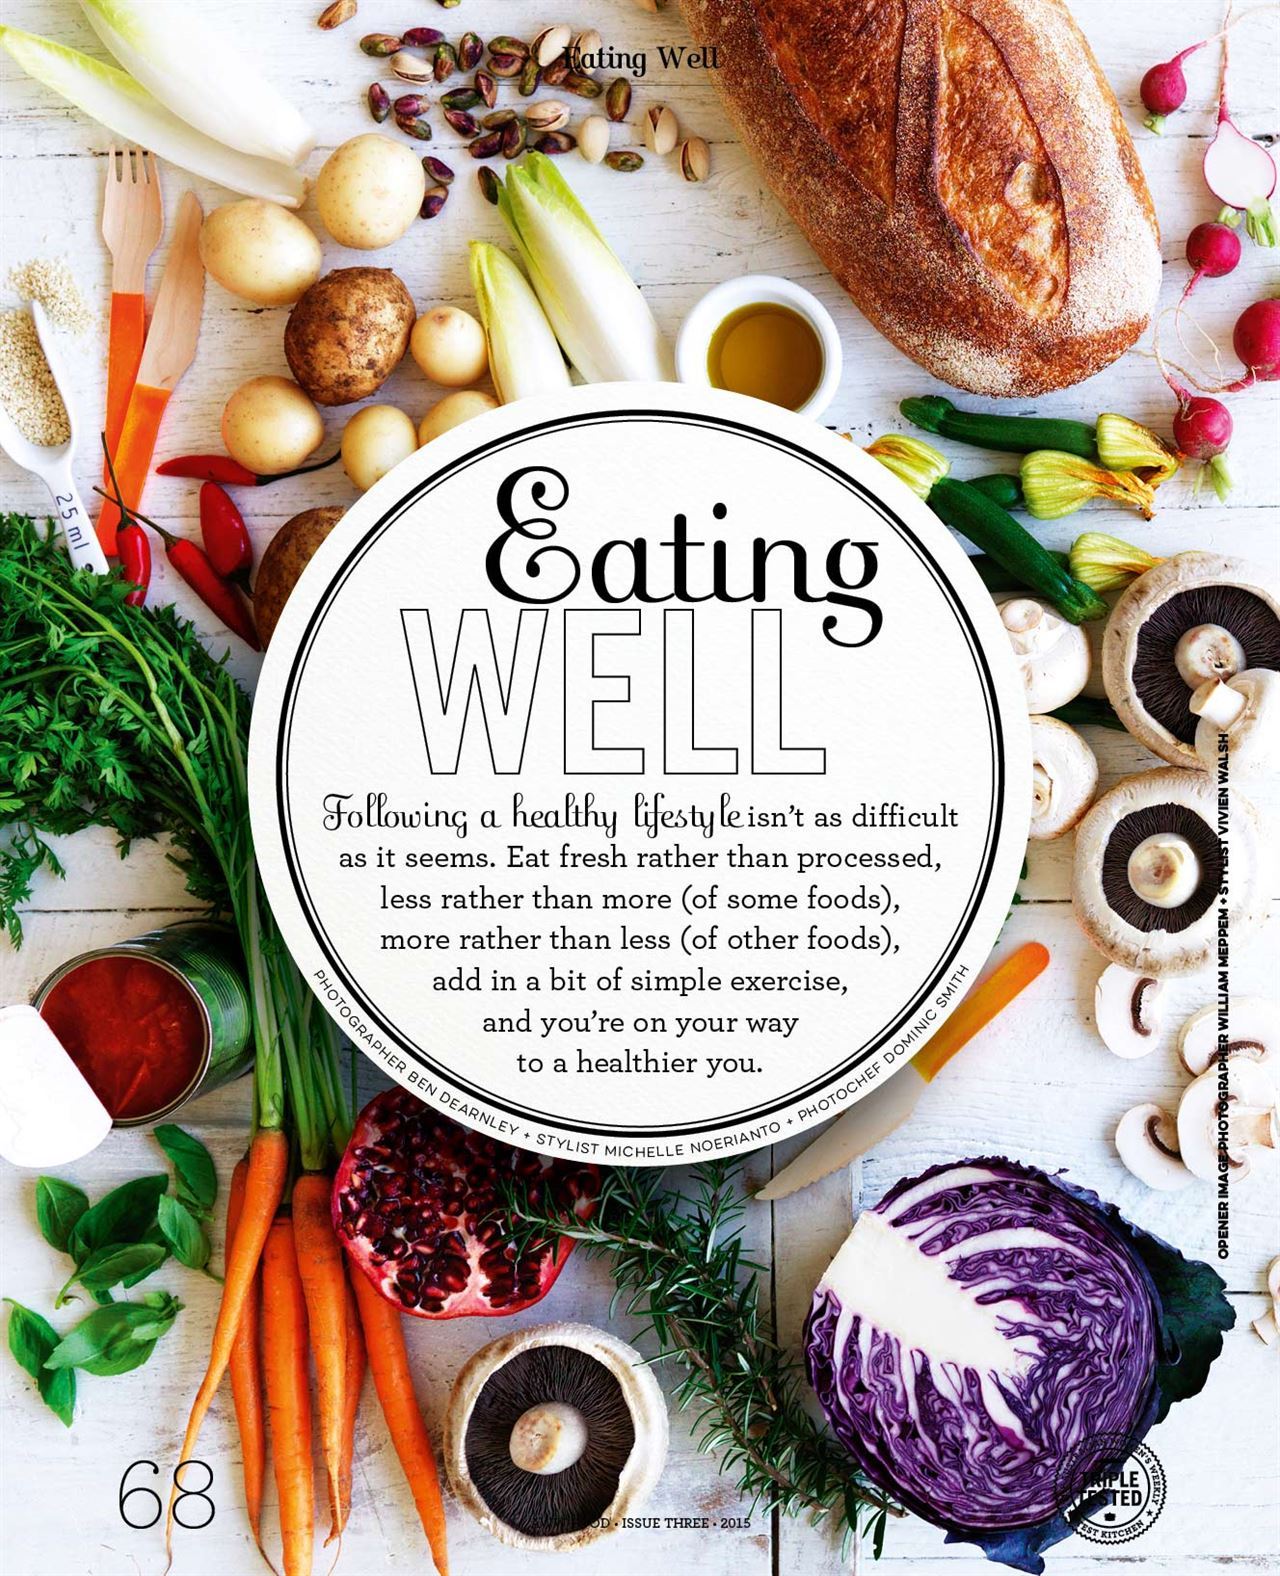 Eating Well
25 ml
Eating
WELL
Following a healthy lifestyle isn't as difficult
as it seems. Eat fresh rather than processed,
less rather than more (of some foods),
more rather than less (of other foods),
add in a bit of simple exercise,
and you're on your way
to a healthier you.
PHOTOGRAPHER BEN DEARNLEY + STYLIST MICHELLE NOERIANTO + PHOTOCHEF DOMINIC SMITH
OPENER IMAGE PHOTOGRAPHER WILLIAM MEPPEM + STYLIST VIVIEN WALSH
68
ISSUE THREE • 2015
WEEKLY
TRIPLE
TESTED
TEST KITCHEN